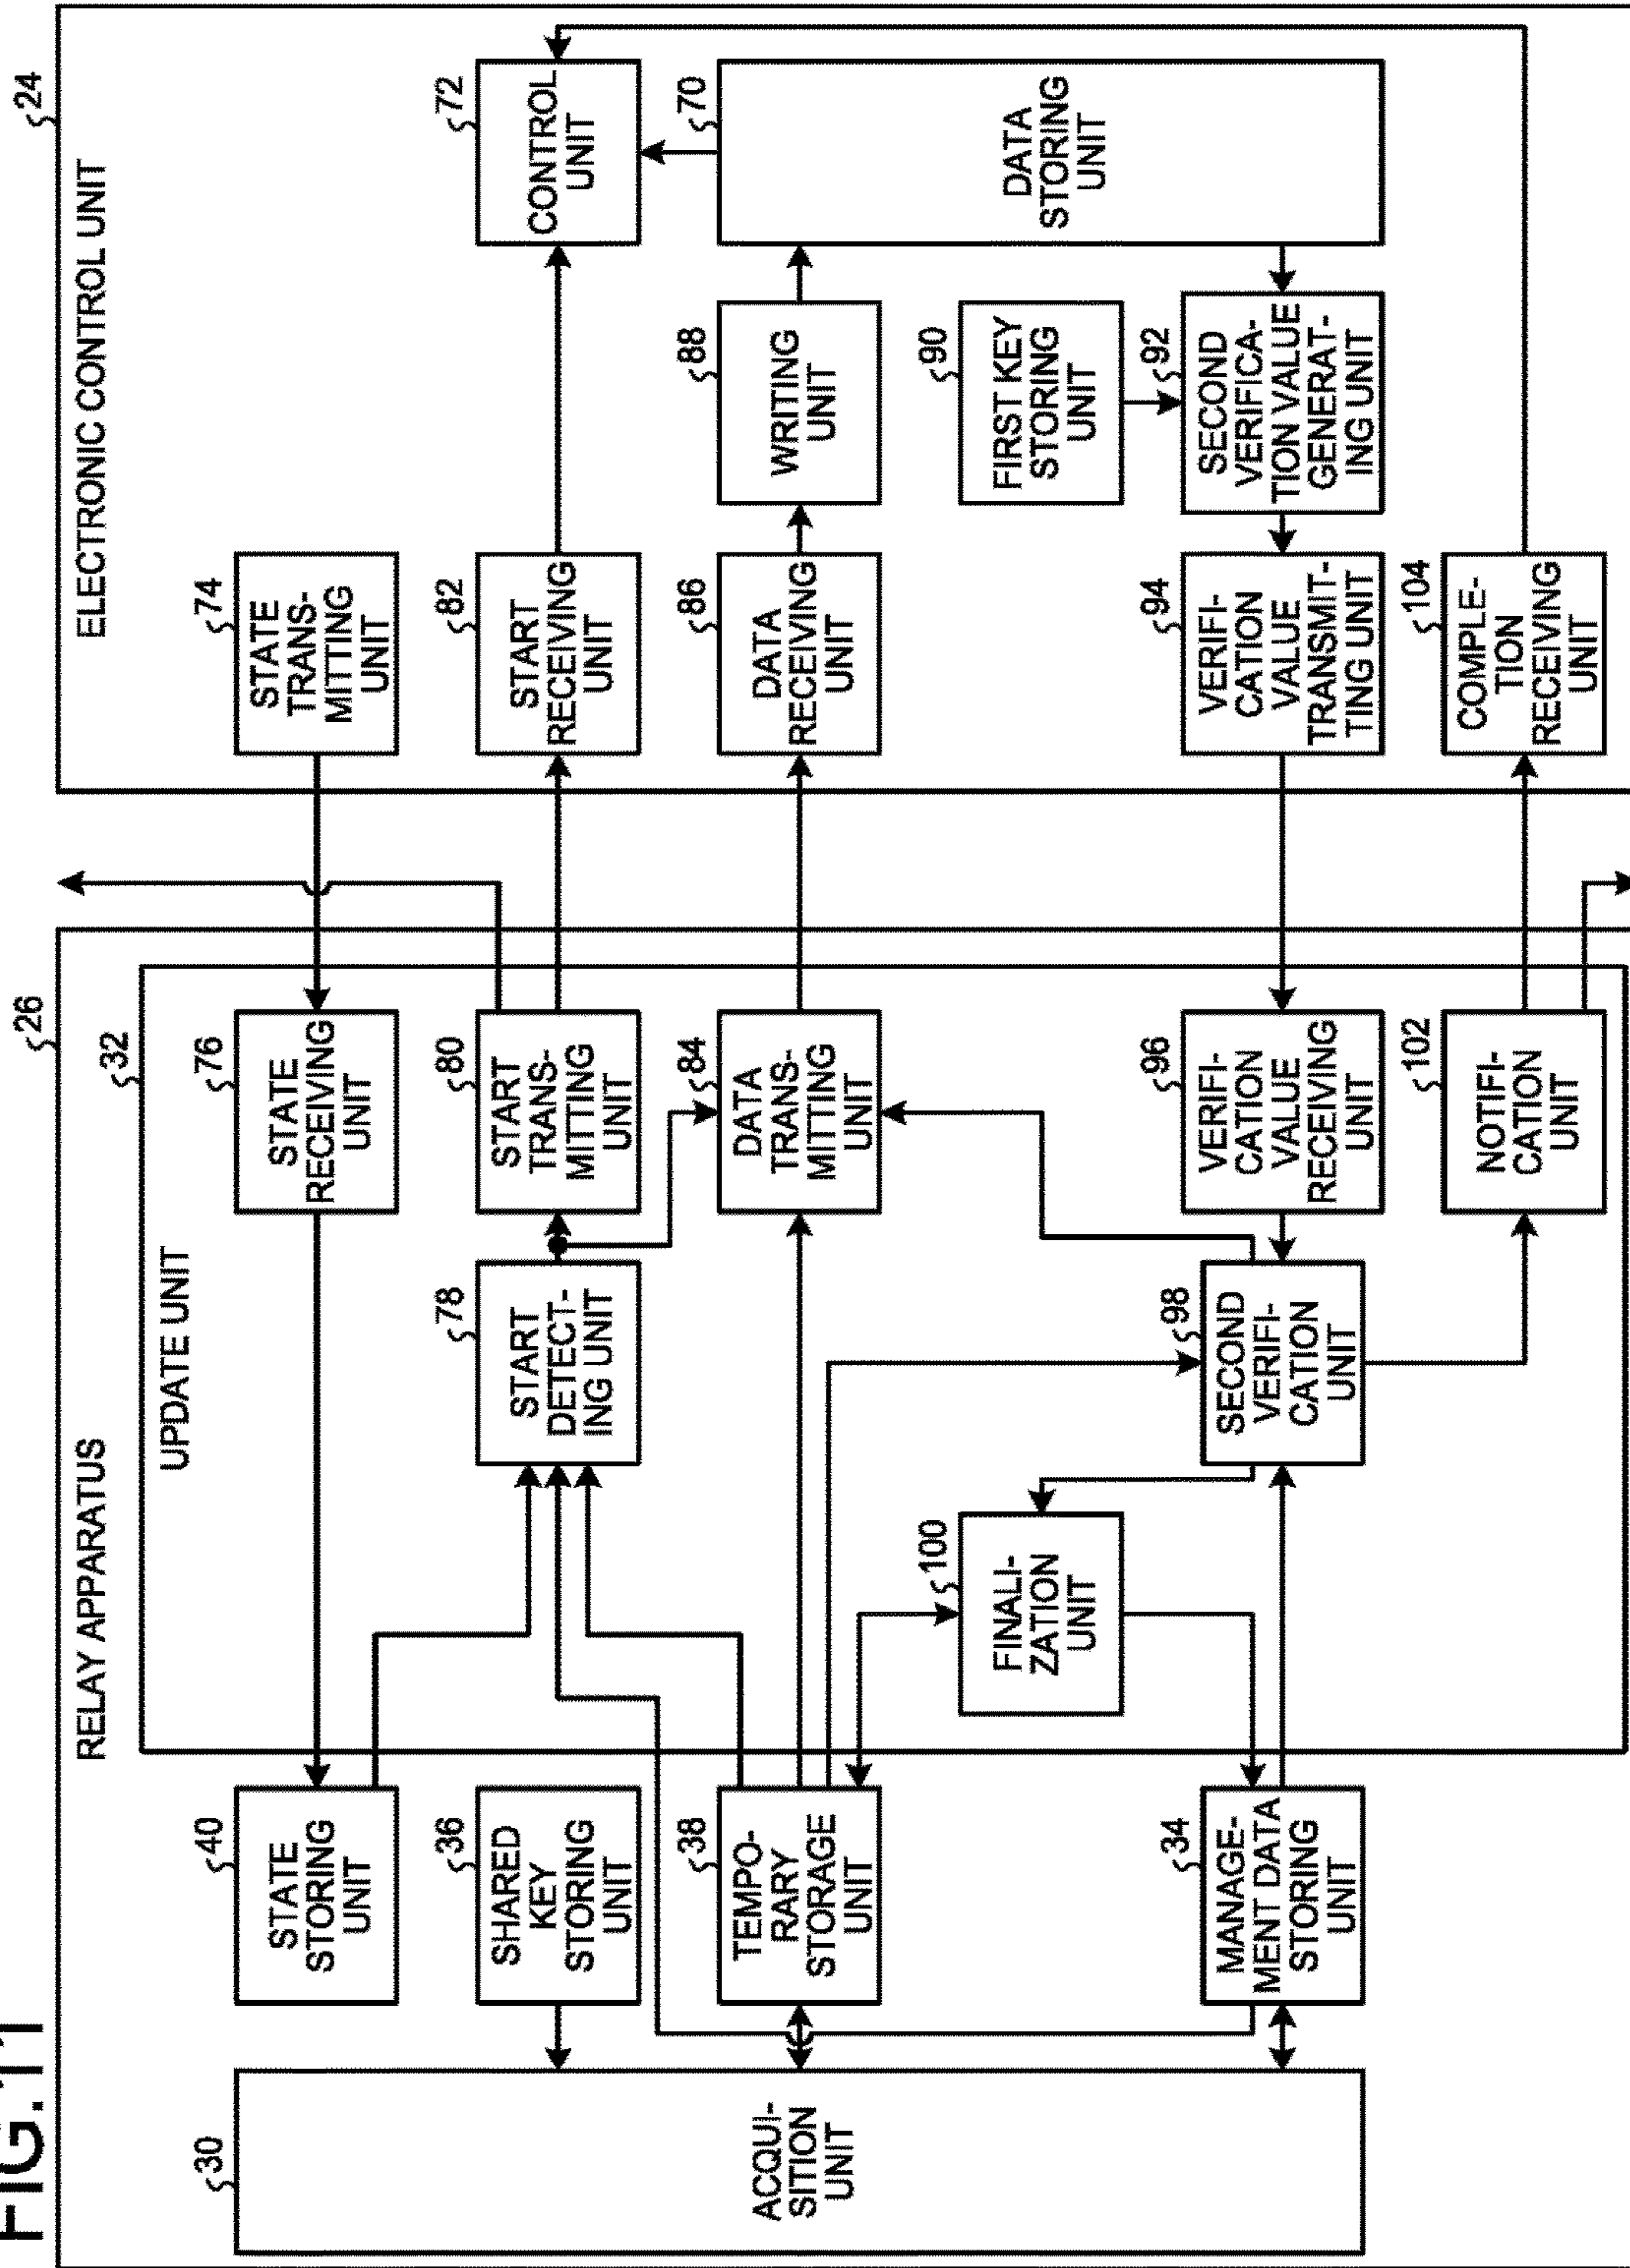 FIG.11
26
RELAY APPARATUS
32
UPDATE UNIT
30
ACQUI-
SITION
UNIT
40
STATE
STORING
UNIT
36
SHARED
KEY
STORING
UNIT
38
TEMPO-
RARY
STORAGE
UNIT
34
MANAGE-
MENT DATA
STORING
UNIT
76
STATE
RECEIVING
UNIT
78
START
DETECT-
ING UNIT
80
START
TRANS-
MITTING
UNIT
84
DATA
TRANS-
MITTING
UNIT
100
FINALI-
ZATION
UNIT
98
SECOND
VERIFI-
CATION
UNIT
96
VERIFI-
CATION
VALUE
RECEIVING
UNIT
102
NOTIFI-
CATION
UNIT
24
ELECTRONIC CONTROL UNIT
74
STATE
TRANS-
MITTING
UNIT
82
START
RECEIVING
UNIT
72
CONTROL
UNIT
86
DATA
RECEIVING
UNIT
88
WRITING
UNIT
70
DATA
STORING
UNIT
90
FIRST KEY
STORING
UNIT
92
SECOND
VERIFICA-
TION VALUE
GENERAT-
ING UNIT
94
VERIFI-
CATION
VALUE
TRANSMIT-
TING UNIT
104
COMPLE-
TION
RECEIVING
UNIT